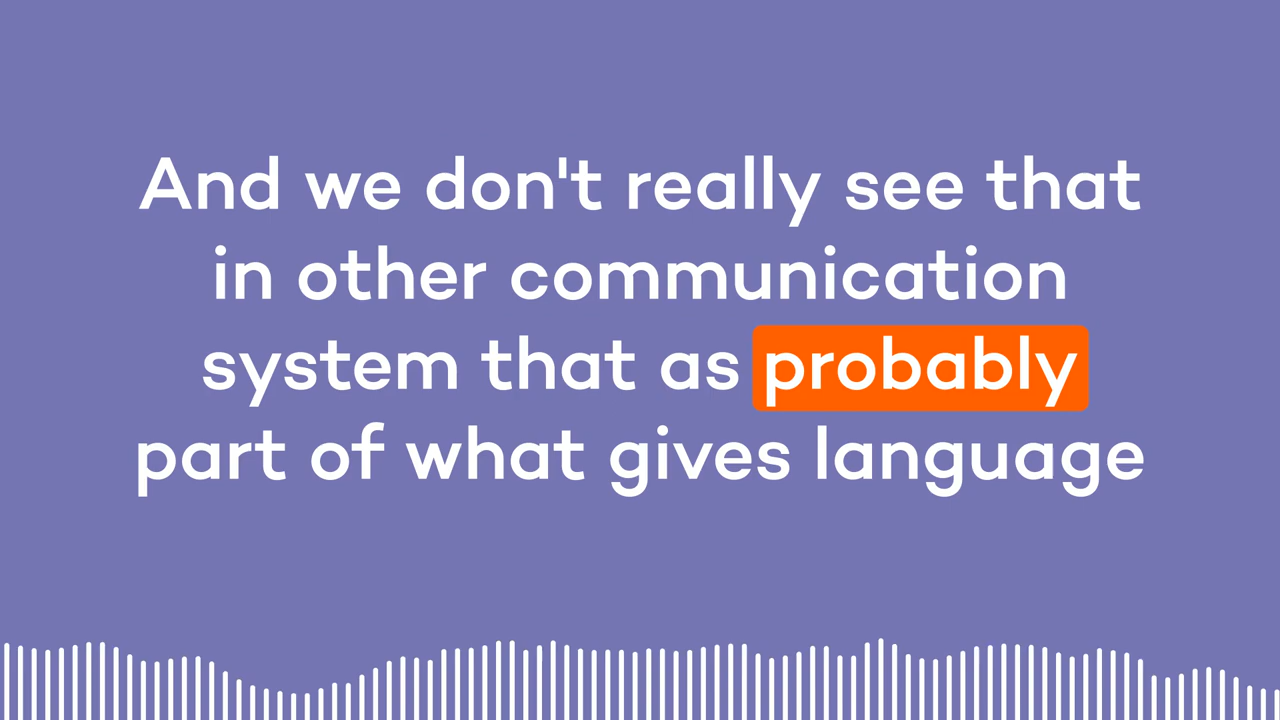 And we don't really see that
in other communication
system that as probably
part of what gives language